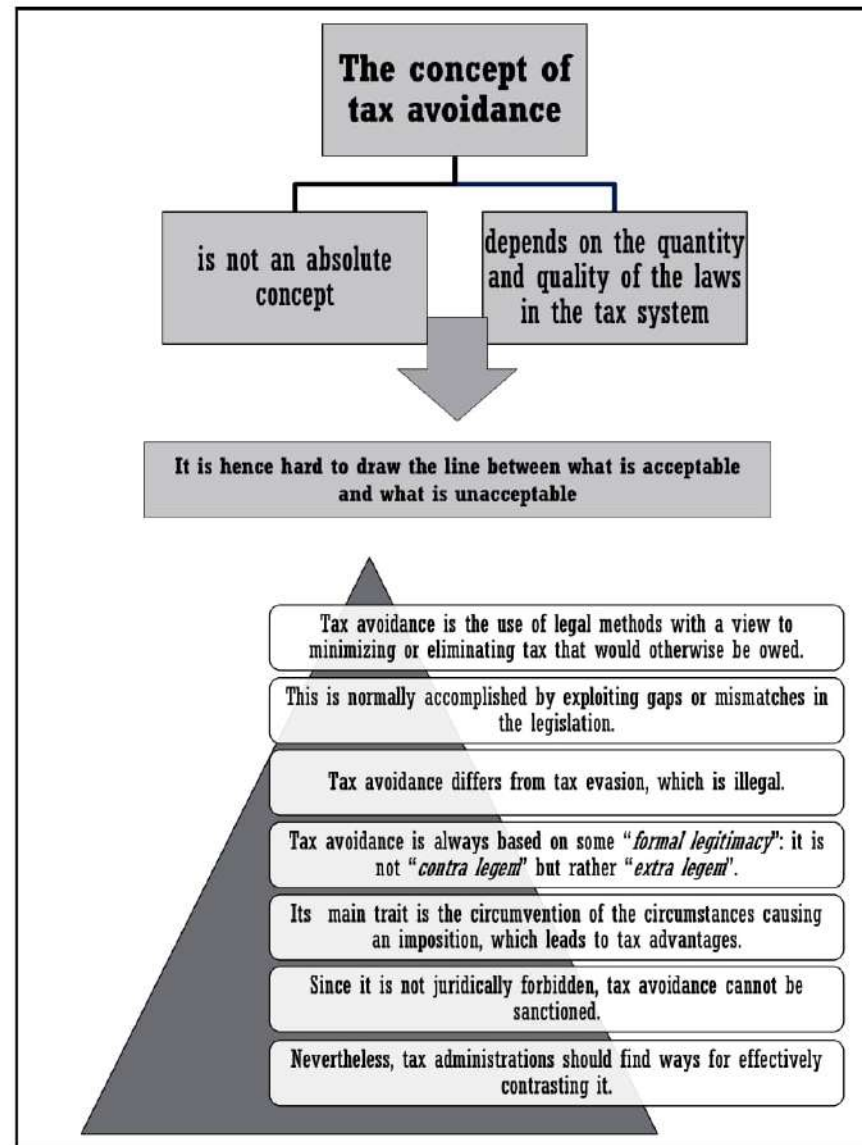 The concept of
tax avoidance
is not an absolute
concept
depends on the quantity
and quality of the laws
in the tax system
It is hence hard to draw the line between what is acceptable
and what is unacceptable
Tax avoidance is the use of legal methods with a view to
minimizing or eliminating tax that would otherwise be owed.
This is normally accomplished by exploiting gaps or mismatches in
the legislation.
Tax avoidance differs from tax evasion, which is illegal.
Tax avoidance is always based on some “formal legitimacy”: it is
not “contra legem” but rather “extra legem”.
Its main trait is the circumvention of the circumstances causing
an imposition, which leads to tax advantages.
Since it is not juridically forbidden, tax avoidance cannot be
sanctioned.
Nevertheless, tax administrations should find ways for effectively
contrasting it.